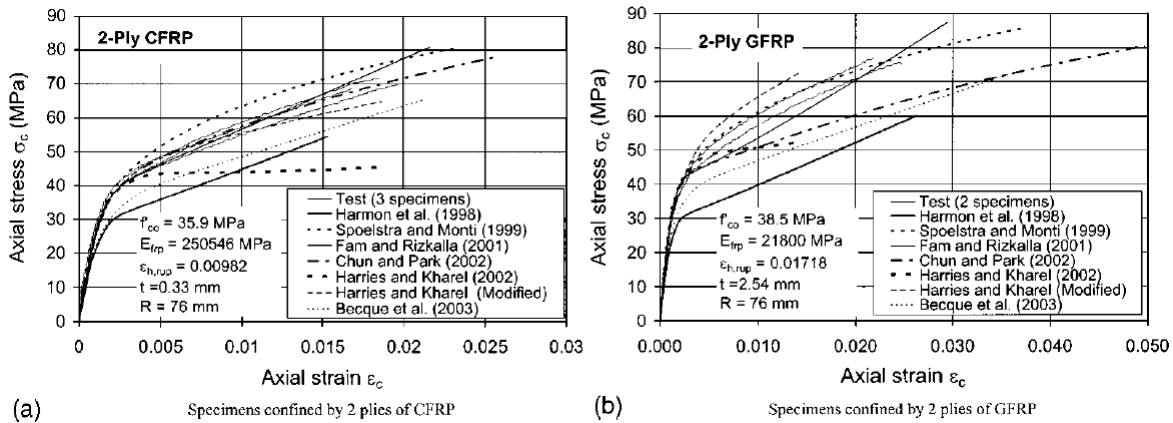 2-Ply CFRP
Axial stress σc (MPa)
90
80
70
60
50
40
30
20
10
0
f'co = 35.9 MPa
Efrp = 250546 MPa
εh,rup = 0.00982
t =0.33 mm
R = 76 mm
Test (3 specimens)
Harmon et al. (1998)
Spoelstra and Monti (1999)
Fam and Rizkalla (2001)
Chun and Park (2002)
Harries and Kharel (2002)
Harries and Kharel (Modified)
Becque et al. (2003)
0 0.005 0.01 0.015 0.02 0.025 0.03
Axial strain εc
(a) Specimens confined by 2 plies of CFRP
2-Ply GFRP
Axial stress σc (MPa)
90
80
70
60
50
40
30
20
10
0
f'co = 38.5 MPa
Efrp = 21800 MPa
εh,rup = 0.01718
t = 2.54 mm
R = 76 mm
Test (2 specimens)
Harmon et al. 1998)
Spoelstra and Monti (1999)
Fam and Rizkalla (2001)
Chun and Park (2002)
Harries and Kharel (2002)
Harries and Kharel (Modified)
Becque et al. (2003)
0.000 0.010 0.020 0.030 0.040 0.050
Axial strain εc
(b) Specimens confined by 2 plies of GFRP